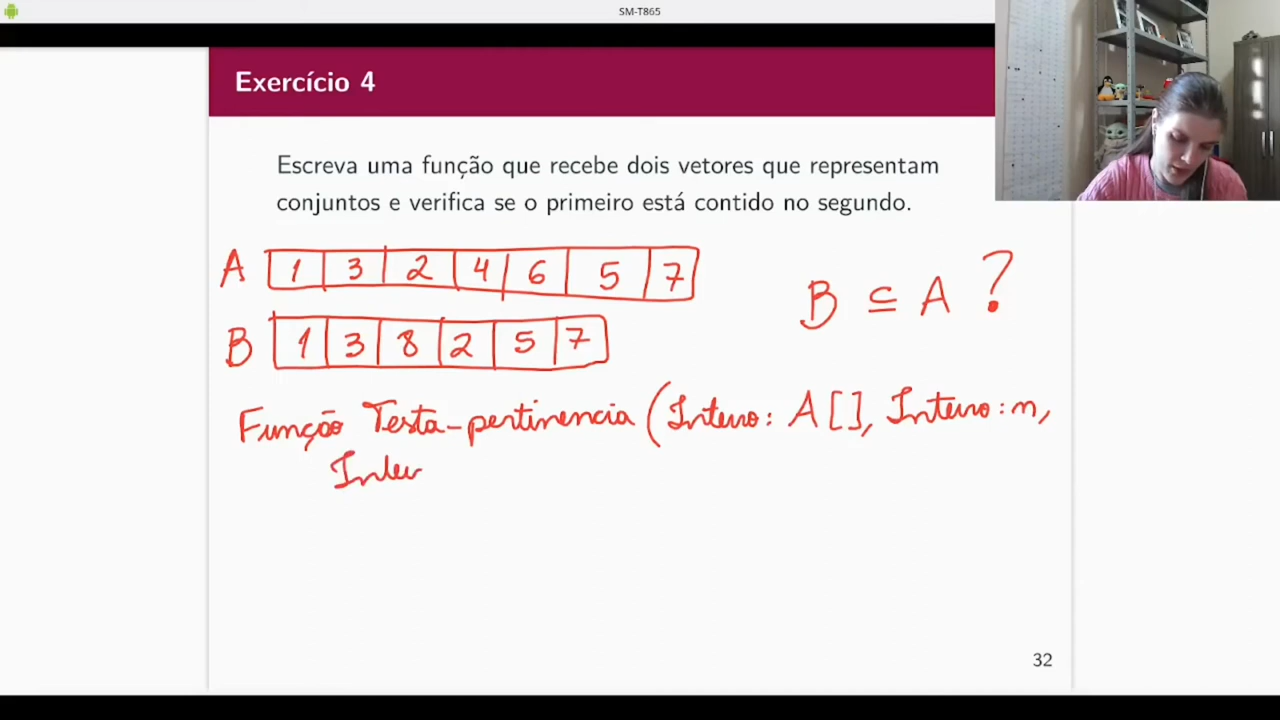 SM-T865
Exercício 4
Escreva uma função que recebe dois vetores que representam
conjuntos e verifica se o primeiro está contido no segundo.
A 1 3 2 4 6 5 7
B ⊆ A ?
B 1 3 8 2 5 7
Função Testa-pertinencia (Inteiro: A[], Inteiro: n,
32